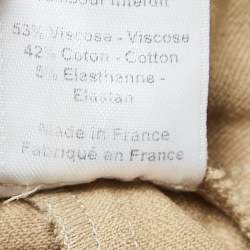 53% Viscose - Viscose
42% Coton - Cotton
5% Elasthanne -
Elastan
Made in France
Fabriqué en France